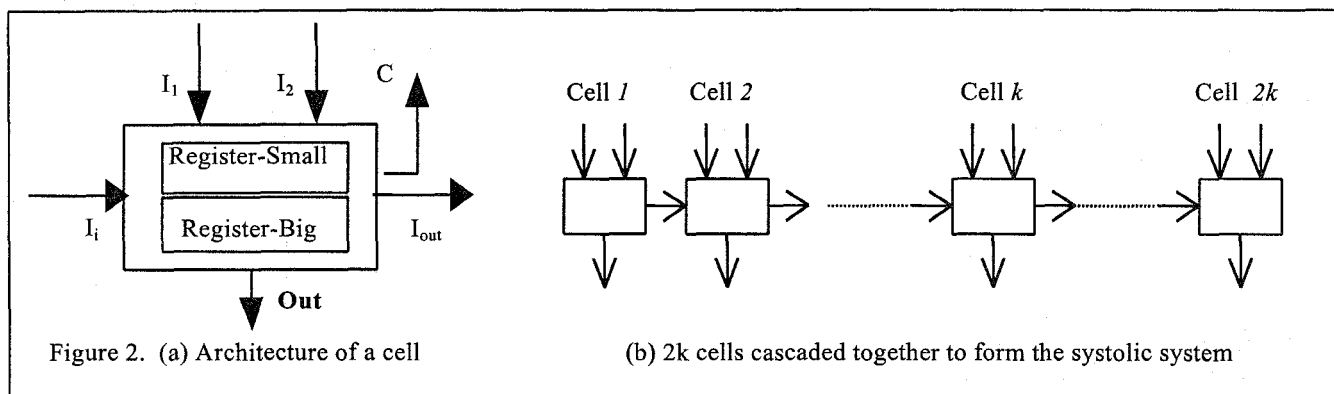 I₁ I₂ C
Register-Small
Register-Big
Iᵢ Iₒᵤₜ
Out
Figure 2. (a) Architecture of a cell
Cell 1 Cell 2 Cell k Cell 2k
(b) 2k cells cascaded together to form the systolic system